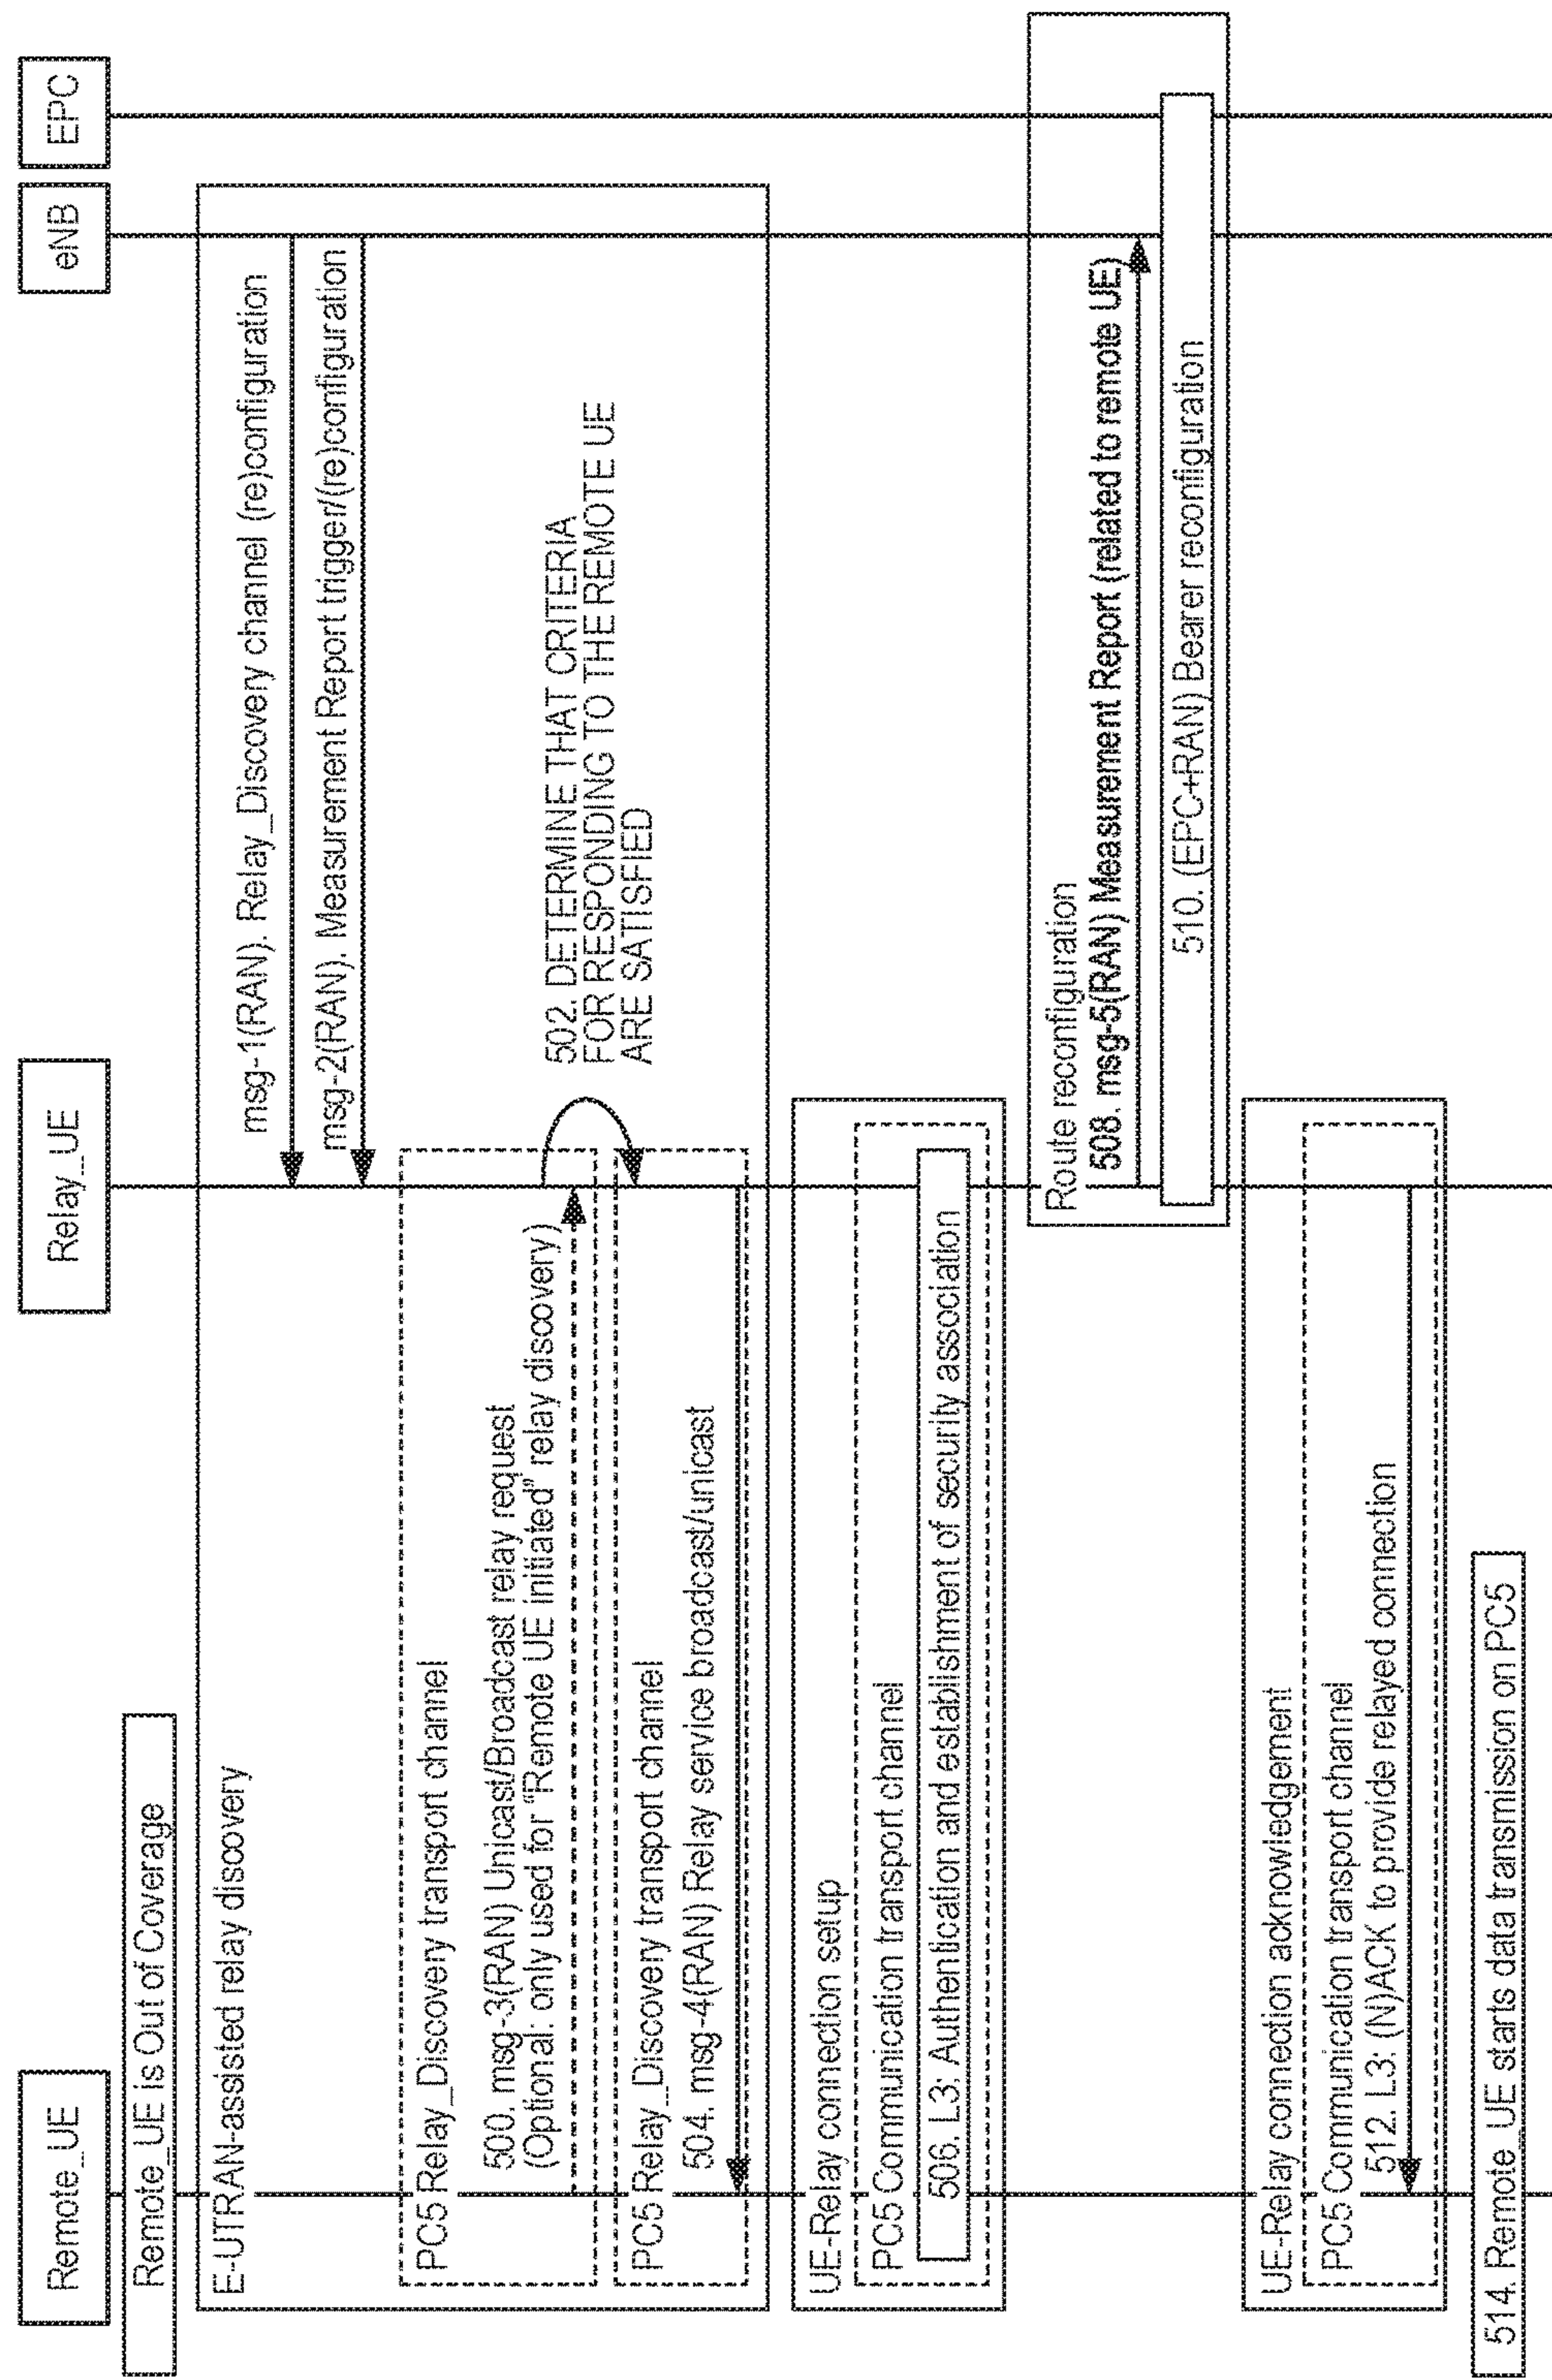 Remote_UE
Relay_UE
eNB
EPC
Remote_UE is Out of Coverage
E-UTRAN-assisted relay discovery
msg-1(RAN). Relay_Discovery channel (re)configuration
msg-2(RAN). Measurement Report trigger/(re)configuration
PC5 Relay_Discovery transport channel
500. msg-3(RAN) Unicast/Broadcast relay request
(Optional: only used for "Remote UE initiated" relay discovery)
502. DETERMINE THAT CRITERIA
FOR RESPONDING TO THE REMOTE UE
ARE SATISFIED
PC5 Relay_Discovery transport channel
504. msg-4(RAN) Relay service broadcast/unicast
UE-Relay connection setup
PC5 Communication transport channel
506. L3: Authentication and establishment of security association
Route reconfiguration
508. msg-5(RAN) Measurement Report (related to remote UE)
510. (EPC+RAN) Bearer reconfiguration
UE-Relay connection acknowledgement
PC5 Communication transport channel
512. L3: (N)ACK to provide relayed connection
514. Remote_UE starts data transmission on PC5